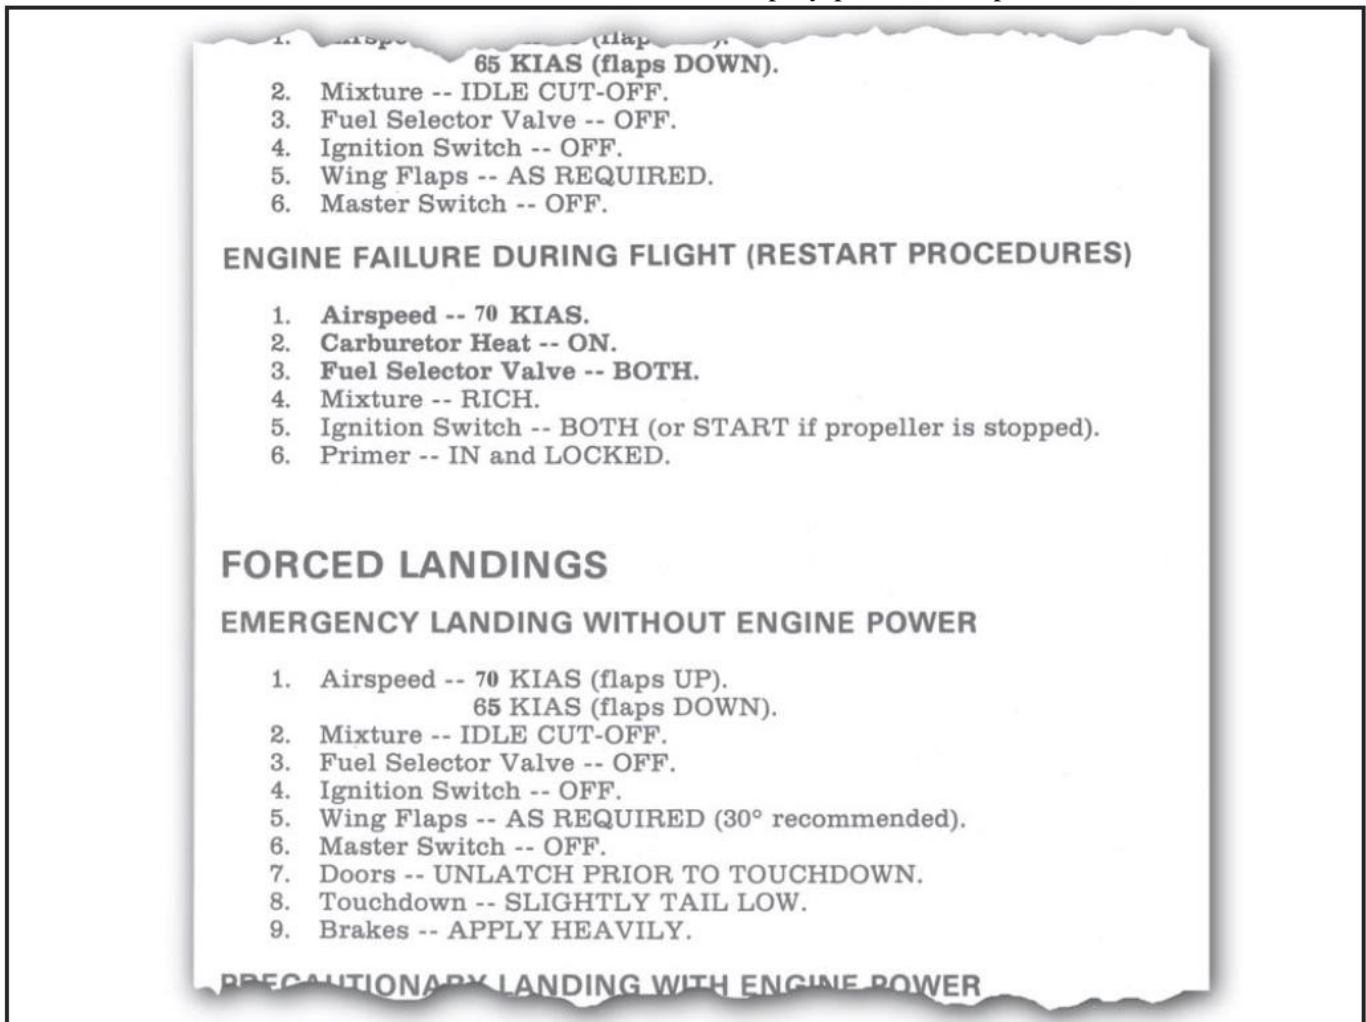 65 KIAS (flaps DOWN).
2. Mixture -- IDLE CUT-OFF.
3. Fuel Selector Valve -- OFF.
4. Ignition Switch -- OFF.
5. Wing Flaps -- AS REQUIRED.
6. Master Switch -- OFF.
ENGINE FAILURE DURING FLIGHT (RESTART PROCEDURES)
1. Airspeed -- 70 KIAS.
2. Carburetor Heat -- ON.
3. Fuel Selector Valve -- BOTH.
4. Mixture -- RICH.
5. Ignition Switch -- BOTH (or START if propeller is stopped).
6. Primer -- IN and LOCKED.
FORCED LANDINGS
EMERGENCY LANDING WITHOUT ENGINE POWER
1. Airspeed -- 70 KIAS (flaps UP).
65 KIAS (flaps DOWN).
2. Mixture -- IDLE CUT-OFF.
3. Fuel Selector Valve -- OFF.
4. Ignition Switch -- OFF.
5. Wing Flaps -- AS REQUIRED (30° recommended).
6. Master Switch -- OFF.
7. Doors -- UNLATCH PRIOR TO TOUCHDOWN.
8. Touchdown -- SLIGHTLY TAIL LOW.
9. Brakes -- APPLY HEAVILY.
PRECAUTIONARY LANDING WITH ENGINE POWER